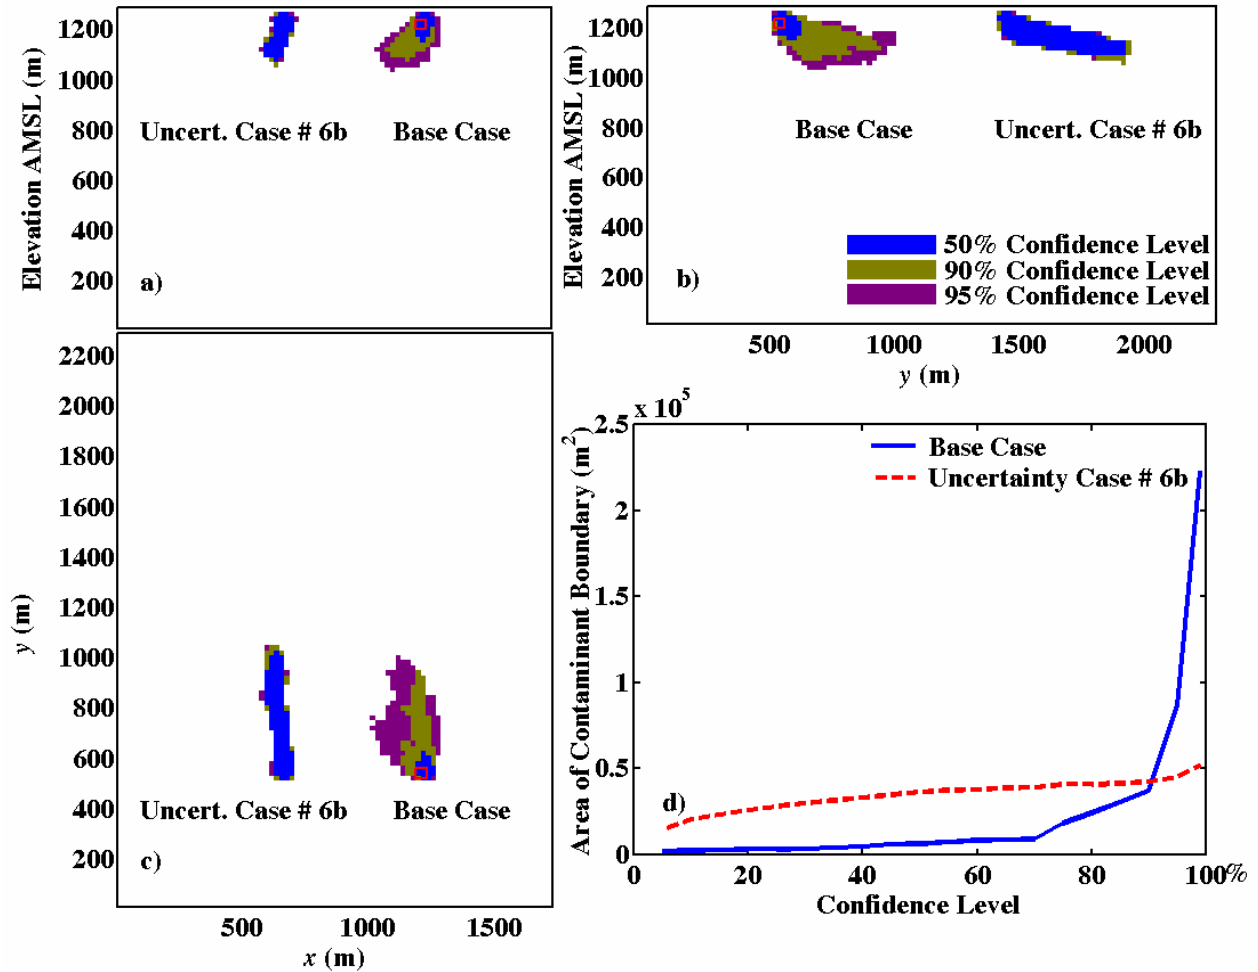 Elevation AMSL (m)
1200
1000
800
600
400
200
Uncert. Case # 6b
Base Case
a)
Elevation AMSL (m)
1200
1000
800
600
400
200
Base Case
Uncert. Case # 6b
50% Confidence Level
90% Confidence Level
95% Confidence Level
b)
500
1000
1500
2000
y (m)
y (m)
2200
2000
1800
1600
1400
1200
1000
800
600
400
200
Uncert. Case # 6b
Base Case
c)
500
1000
1500
x (m)
x 10^5
Area of Contaminant Boundary (m²)
2.5
2
1.5
1
0.5
0
Base Case
Uncertainty Case # 6b
d)
0
20
40
60
80
100%
Confidence Level